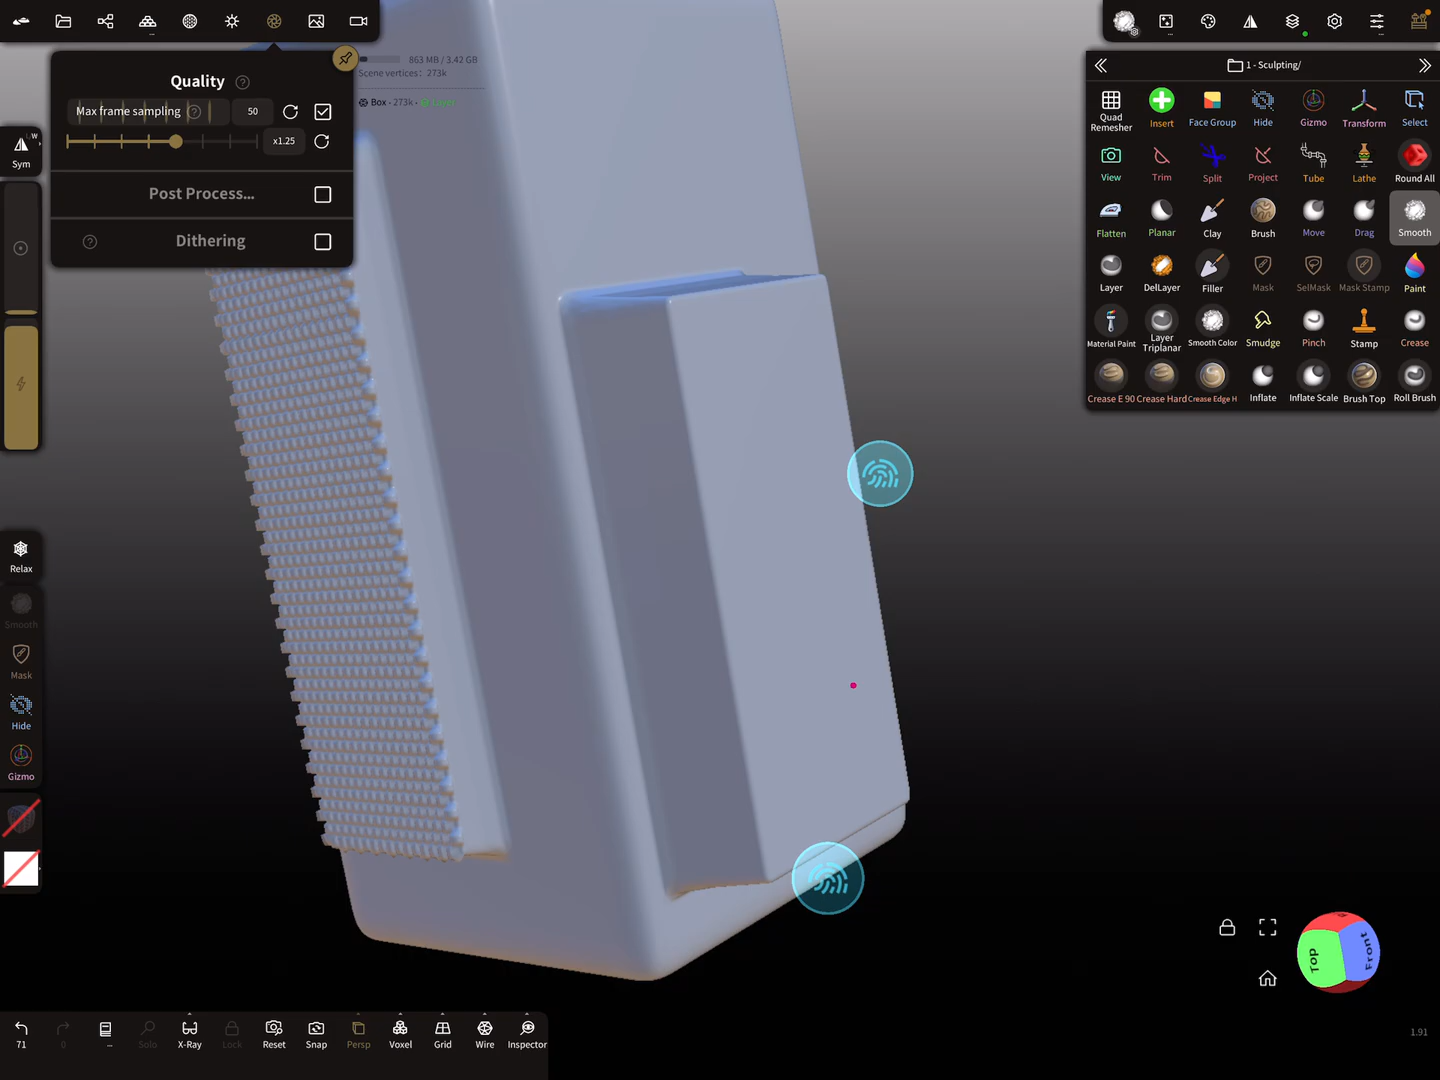 863 MB / 3.42 GB
Scene vertices: 273k
Box • 273k • Layer
Quality ?
Max frame sampling ? 50
x1.25
Post Process...
? Dithering
W
Sym
Relax
Smooth
Mask
Hide
Gizmo
1 - Sculpting/
Quad Remesher Insert Face Group Hide Gizmo Transform Select
View Trim Split Project Tube Lathe Round All
Flatten Planar Clay Brush Move Drag Smooth
Layer DelLayer Filler Mask SelMask Mask Stamp Paint
Material Paint Layer Triplanar Smooth Color Smudge Pinch Stamp Crease
Crease E 90 Crease Hard Crease Edge H Inflate Inflate Scale Brush Top Roll Brush
Top Front
1.91
71 0 ... Solo X-Ray Lock Reset Snap Persp Voxel Grid Wire Inspector